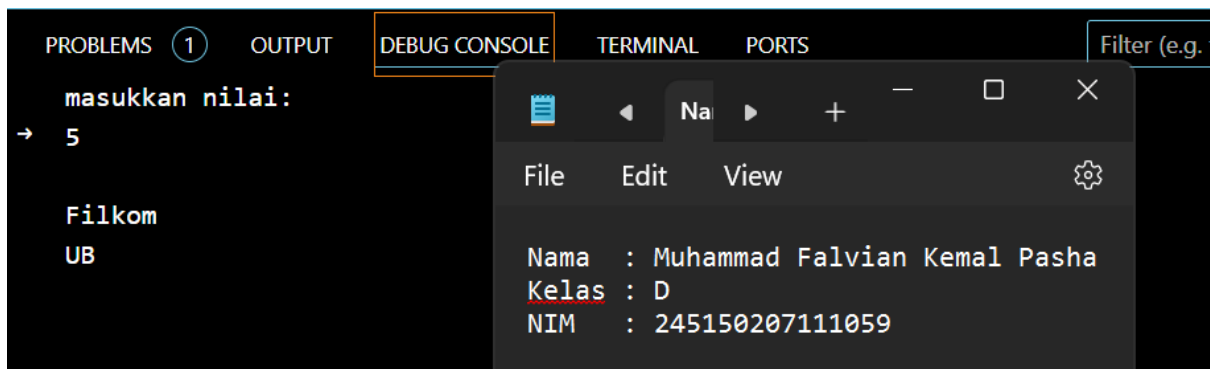 PROBLEMS 1 OUTPUT DEBUG CONSOLE TERMINAL PORTS Filter (e.g.
masukkan nilai:
→ 5
Filkom
UB
Nai
File Edit View
Nama : Muhammad Falvian Kemal Pasha
Kelas : D
NIM : 245150207111059